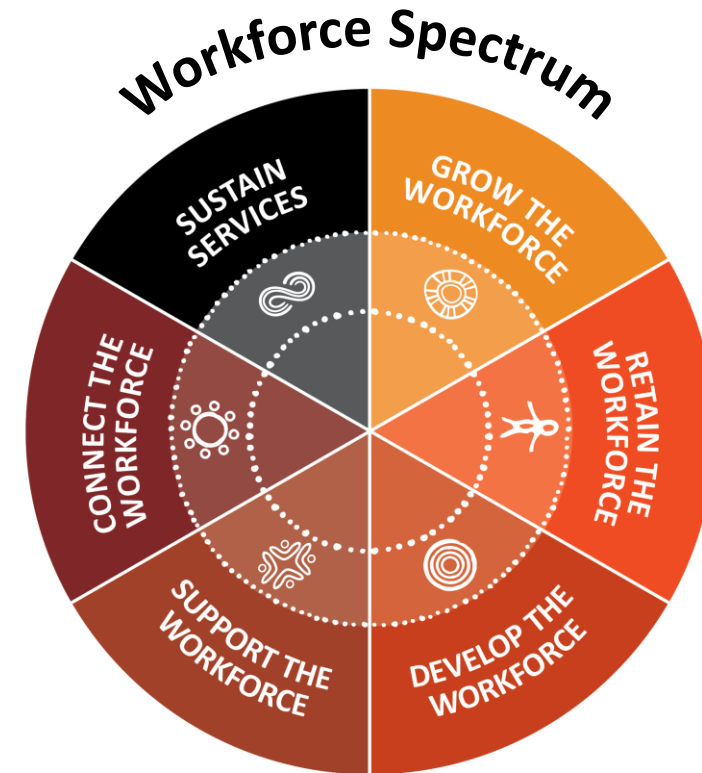 Workforce Spectrum
GROW THE
WORKFORCE
RETAIN THE
WORKFORCE
DEVELOP THE
WORKFORCE
SUPPORT THE
WORKFORCE
CONNECT THE
WORKFORCE
SUSTAIN
SERVICES